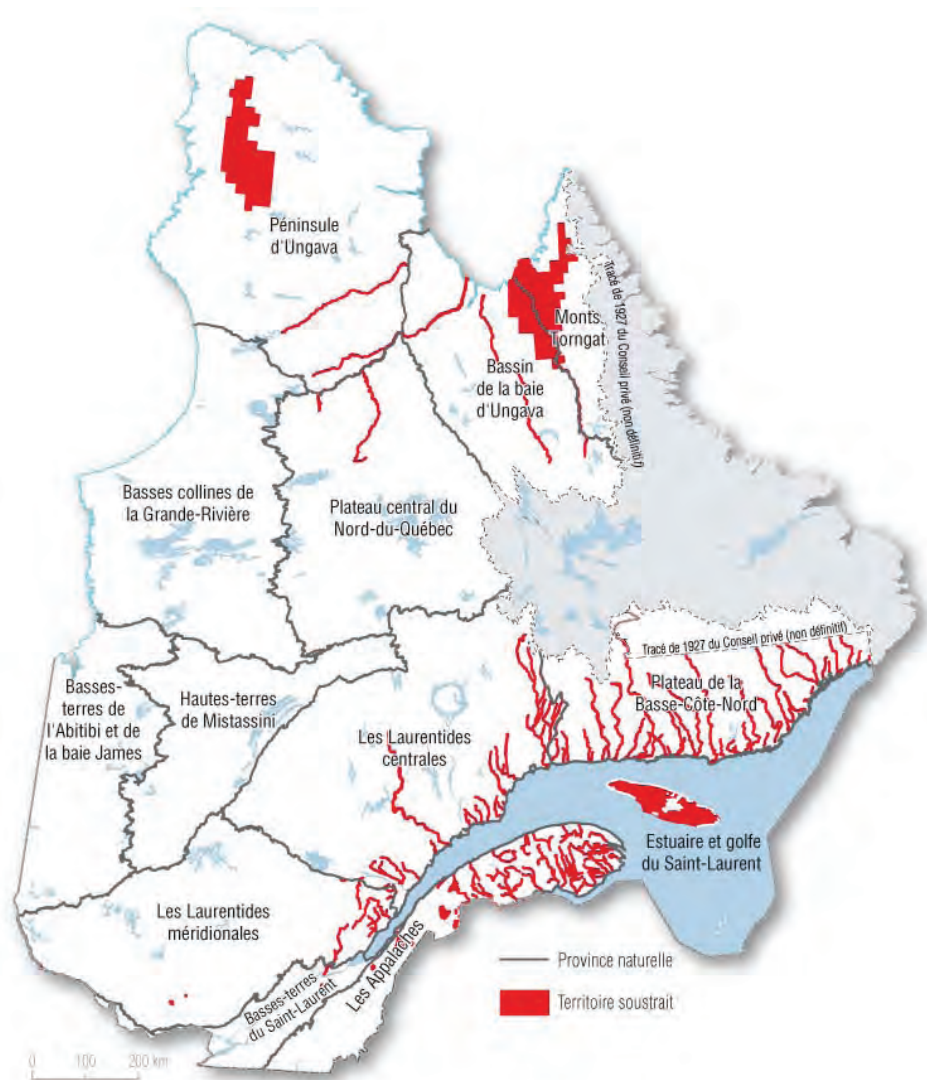 Péninsule
d'Ungava
Monts
Torngat
Tracé de 1927 du Conseil privé (non définitif)
Bassin
de la baie
d'Ungava
Basses collines de
la Grande-Rivière
Plateau central du
Nord-du-Québec
Tracé de 1927 du Conseil privé (non définitif)
Basses-
terres de
l'Abitibi et de
la baie James
Hautes-terres
de Mistassini
Plateau de la
Basse-Côte-Nord
Les Laurentides
centrales
Estuaire et golfe
du Saint-Laurent
Les Laurentides
méridionales
Basses-terres
du Saint-Laurent
Les Appalaches
Province naturelle
Territoire soustrait
0 100 200 km